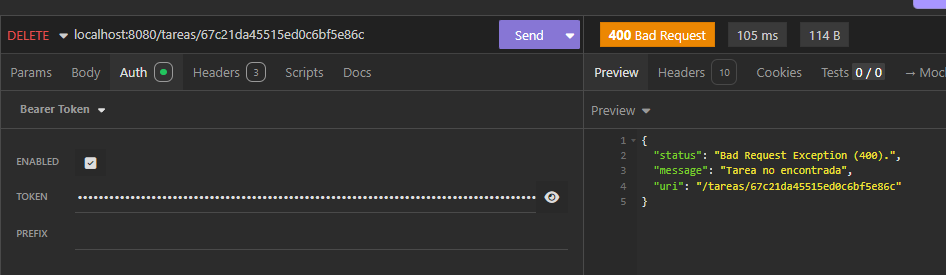 DELETE localhost:8080/tareas/67c21da45515ed0c6bf5e86c Send
Params Body Auth Headers 3 Scripts Docs
Bearer Token
ENABLED
TOKEN ••••••••••••••••••••••••••••••••••••••••••••••••••••••••••••••••••••••••••••••••••••••
PREFIX
400 Bad Request 105 ms 114 B
Preview Headers 10 Cookies Tests 0 / 0 → Moc
Preview
1 {
2 "status": "Bad Request Exception (400).",
3 "message": "Tarea no encontrada",
4 "uri": "/tareas/67c21da45515ed0c6bf5e86c"
5 }